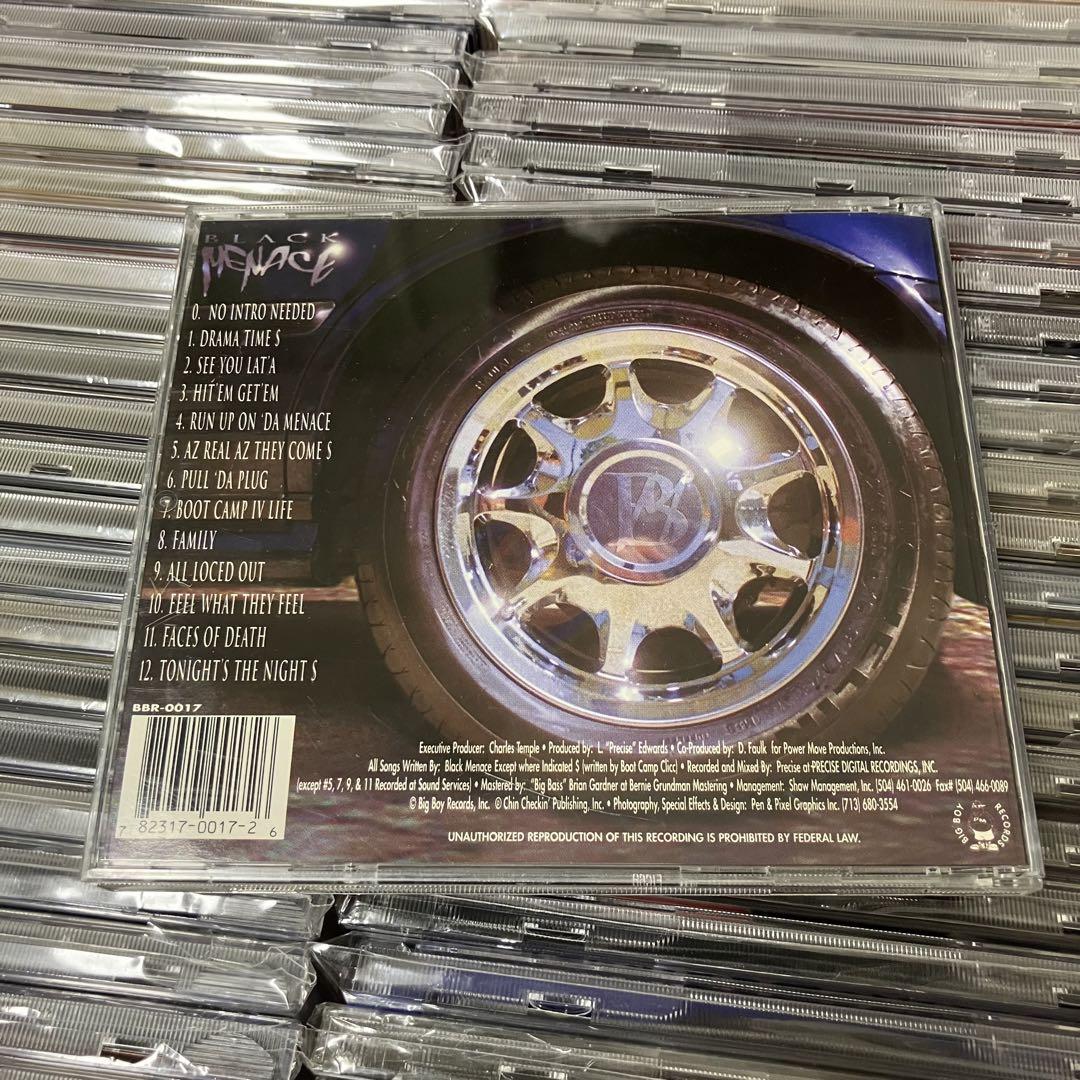 BLACK
MENACE
0. NO INTRO NEEDED
1. DRAMA TIME $
2. SEE YOU LAT'A
3. HIT'EM GET'EM
4. RUN UP ON 'DA MENACE
5. AZ REAL AZ THEY COME $
6. PULL 'DA PLUG
7. BOOT CAMP IV LIFE
8. FAMILY
9. ALL LOCED OUT
10. FEEL WHAT THEY FEEL
11. FACES OF DEATH
12. TONIGHT'S THE NIGHT $
BBR-0017
7 82317-0017-2 6
Executive Producer: Charles Temple • Produced by: L. "Precise" Edwards • Co-Produced by: D. Faulk for Power Move Productions, Inc.
All Songs Written By: Black Menace Except where Indicated $ (written by Boot Camp Clicc) • Recorded and Mixed By: Precise at PRECISE DIGITAL RECORDINGS, INC.
(except #5, 7, 9, & 11 Recorded at Sound Services) • Mastered by: "Big Bass" Brian Gardner at Bernie Grundman Mastering • Management: Shaw Management, Inc. (504) 461-0026 Fax# (504) 466-0089
© Big Boy Records, Inc. © Chin Checkin' Publishing, Inc. • Photography, Special Effects & Design: Pen & Pixel Graphics Inc. (713) 680-3554
UNAUTHORIZED REPRODUCTION OF THIS RECORDING IS PROHIBITED BY FEDERAL LAW.
BIG BOY RECORDS